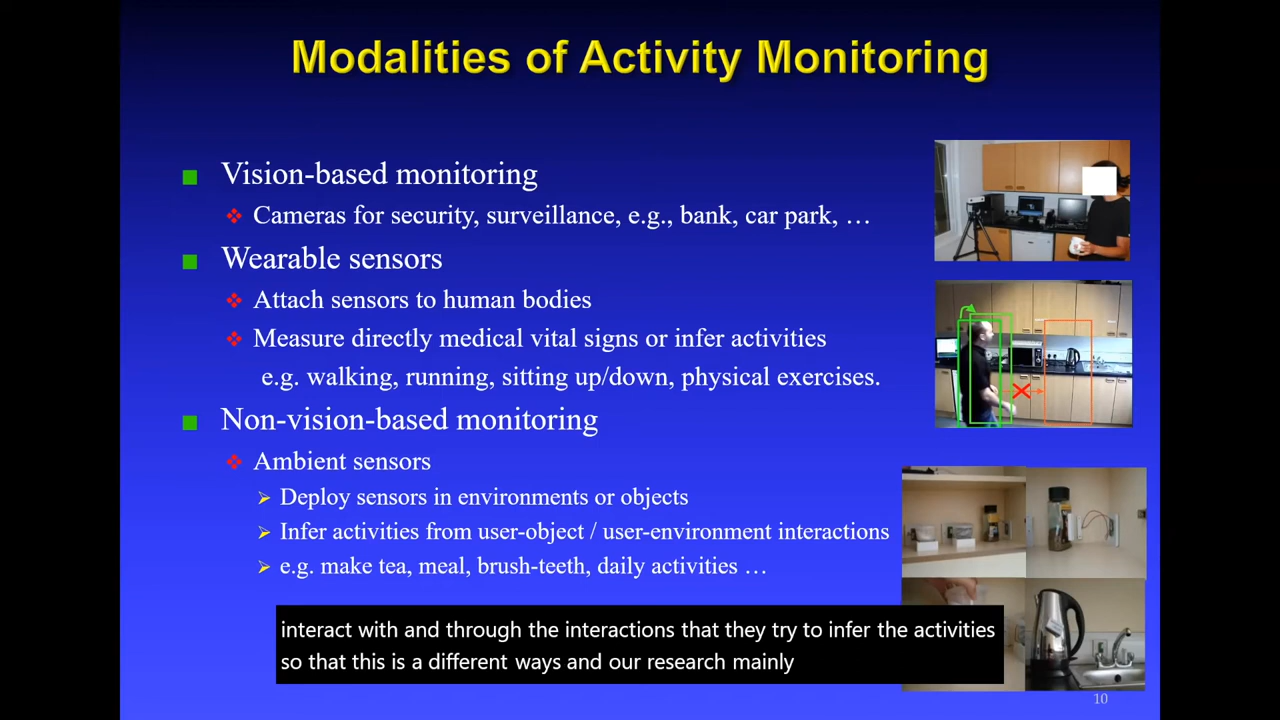 Modalities of Activity Monitoring
Vision-based monitoring
Cameras for security, surveillance, e.g., bank, car park, …
Wearable sensors
Attach sensors to human bodies
Measure directly medical vital signs or infer activities
e.g. walking, running, sitting up/down, physical exercises.
Non-vision-based monitoring
Ambient sensors
Deploy sensors in environments or objects
Infer activities from user-object / user-environment interactions
e.g. make tea, meal, brush-teeth, daily activities …
interact with and through the interactions that they try to infer the activities
so that this is a different ways and our research mainly
10